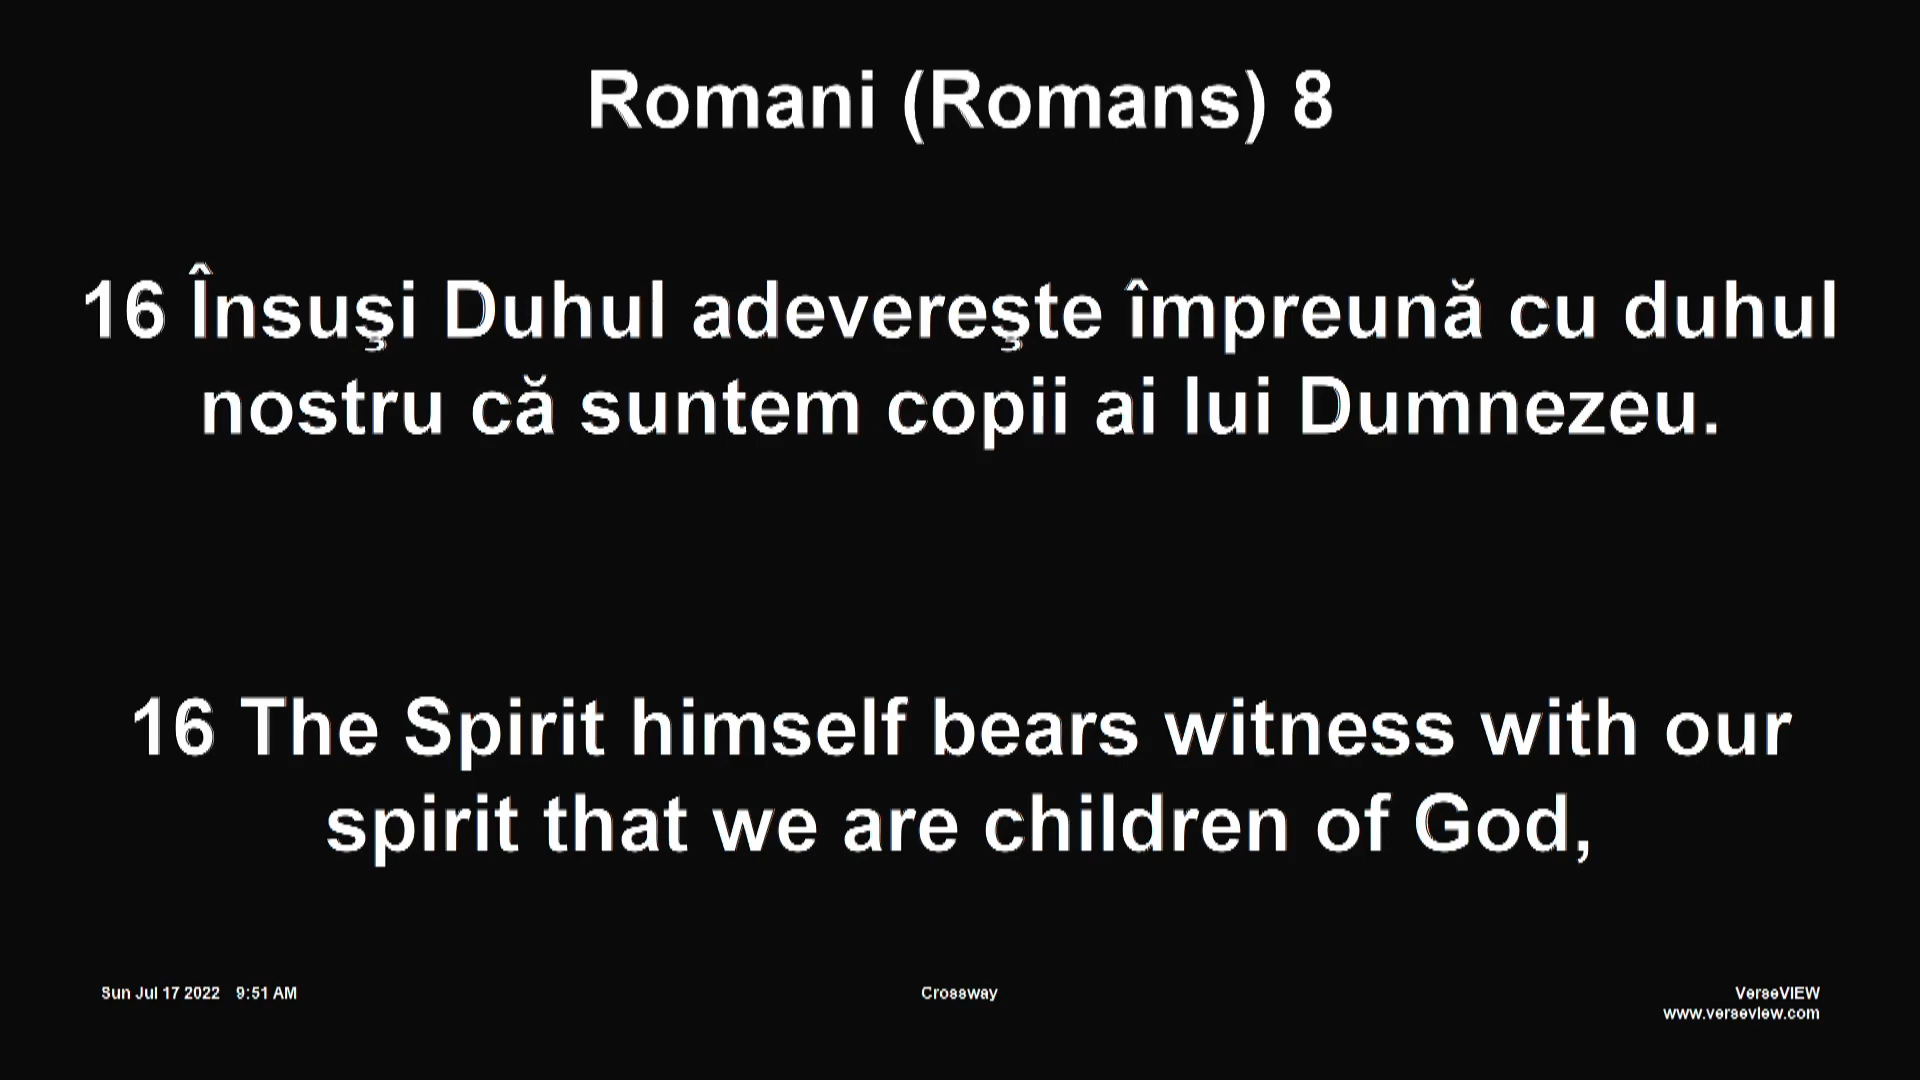 Romani (Romans) 8
16 Însuşi Duhul adevereşte împreună cu duhul
nostru că suntem copii ai lui Dumnezeu.
16 The Spirit himself bears witness with our
spirit that we are children of God,
Sun Jul 17 2022 9:51 AM
Crossway
VerseVIEW
www.verseview.com